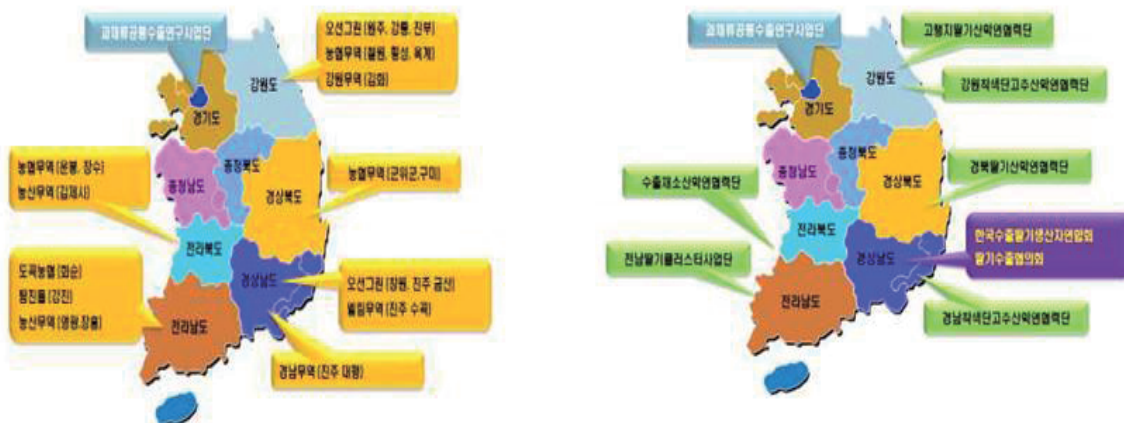 과채류공통수출연구사업단
오션그린 (원주, 강릉, 진부)
농협무역 (철원, 횡성, 옥계)
강원무역 (김화)
강원도
경기도
농협무역 (운봉, 장수)
농산무역 (김제시)
충청북도
충청남도
농협무역 (군위군,구미)
경상북도
전라북도
도곡농협 (화순)
탐진들 (강진)
농산무역 (영광,장흥)
경상남도
오션그린 (창원, 진주 금산)
엘림무역 (진주 수곡)
전라남도
경남무역 (진주 대평)
과채류공통수출연구사업단
고랭지딸기산학연협력단
강원도
강원착색단고추산학연협력단
경기도
충청북도
충청남도
수출채소산학연협력단
경북딸기산학연협력단
경상북도
전라북도
한국수출딸기생산자연합회
딸기수출협의회
전남딸기클러스터사업단
경상남도
전라남도
경남착색단고추산학연협력단